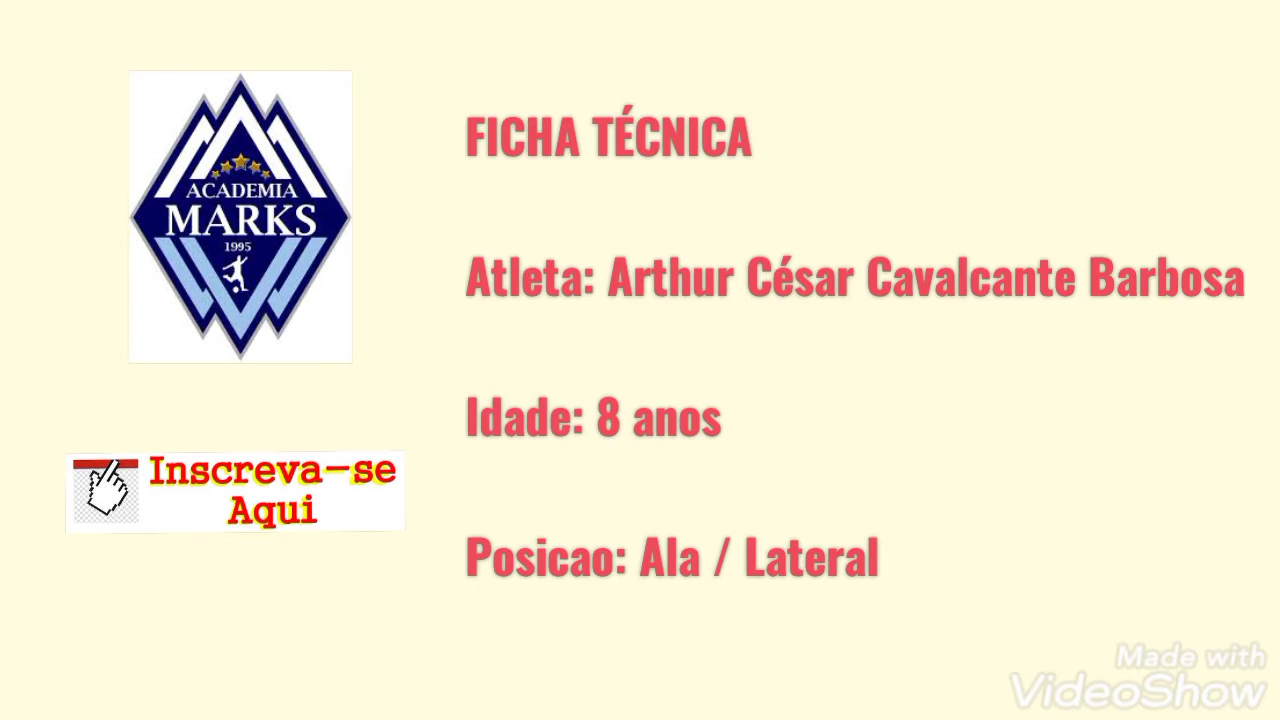 ACADEMIA
MARKS
1995
Inscreva-se
Aqui
FICHA TÉCNICA
Atleta: Arthur César Cavalcante Barbosa
Idade: 8 anos
Posicao: Ala / Lateral
Made with
VideoShow